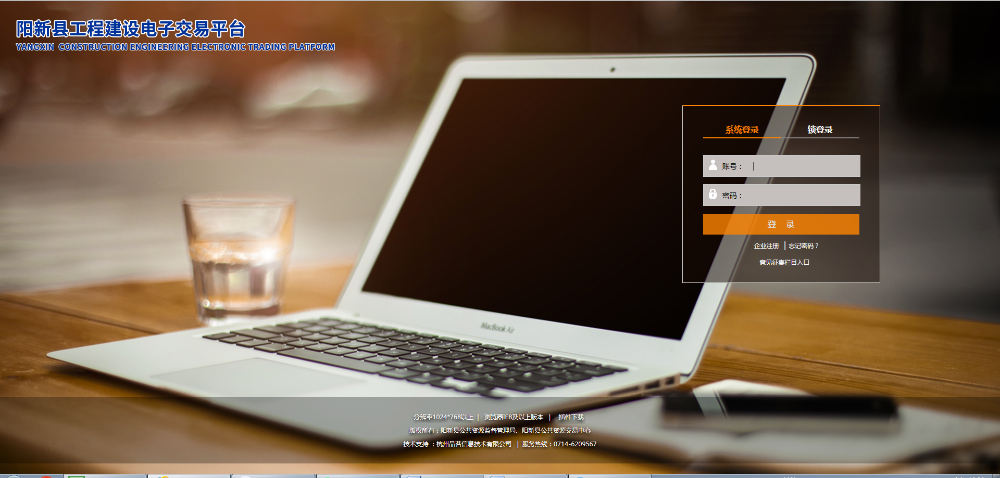 阳新县工程建设电子交易平台
YANGXIN CONSTRUCTION ENGINEERING ELECTRONIC TRADING PLATFORM
系统登录 锁登录
账号：
密码：
登 录
企业注册 | 忘记密码？
意见征集栏目入口
MacBook Air
分辨率1024*768以上 | 浏览器IE8及以上版本 | 插件下载
版权所有：阳新县公共资源监督管理局、阳新县公共资源交易中心
技术支持 ：杭州品茗信息技术有限公司 | 服务热线：0714-6209567